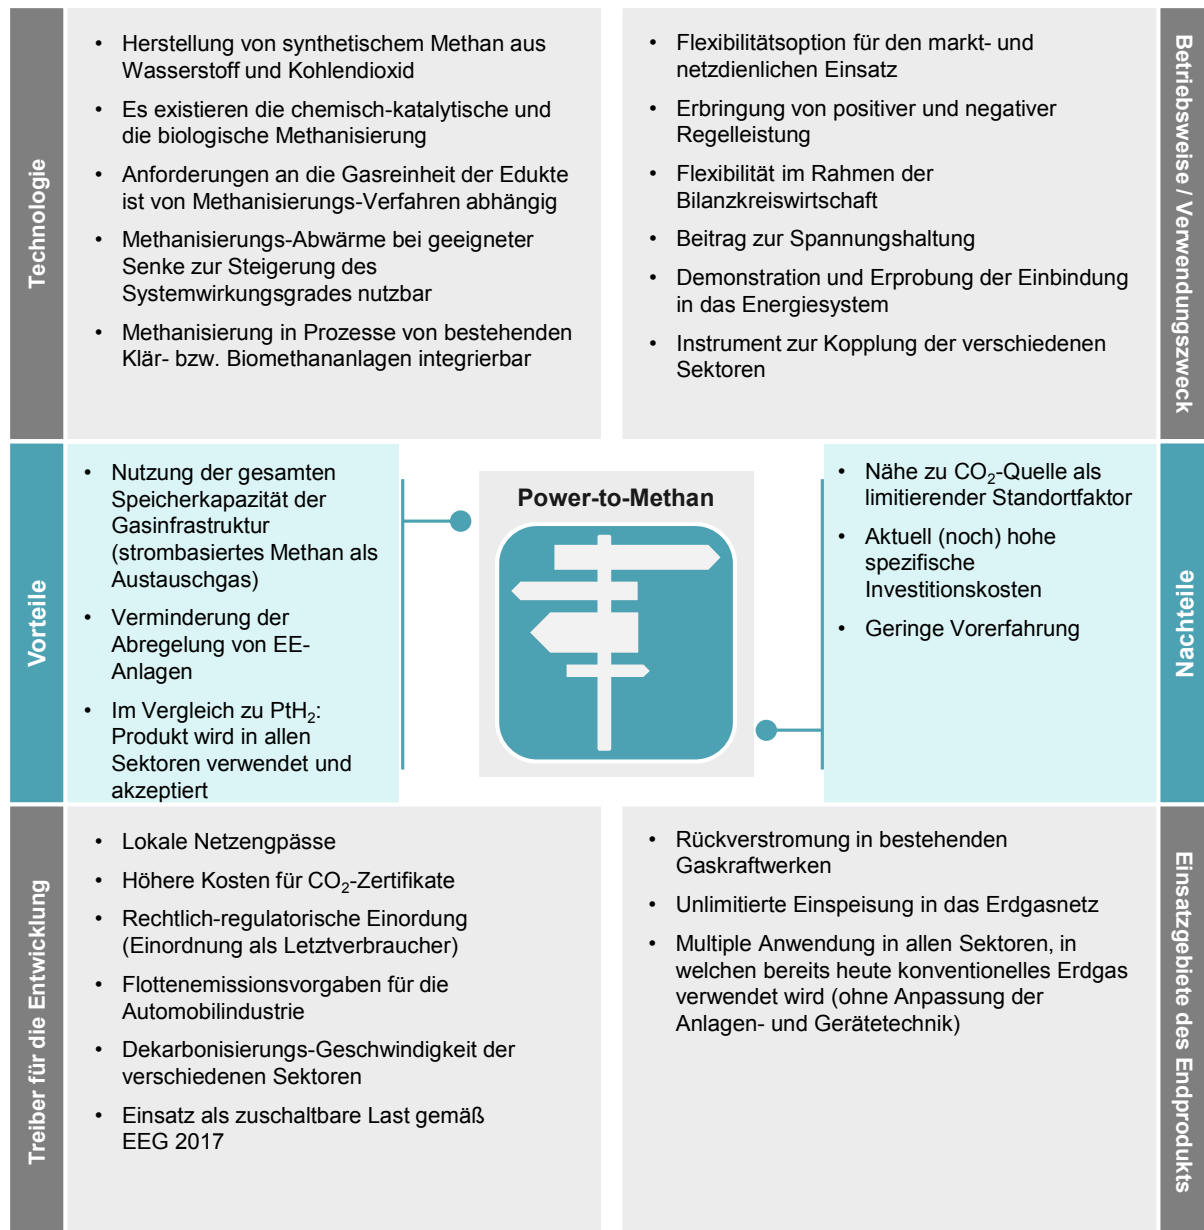 Technologie
• Herstellung von synthetischem Methan aus
Wasserstoff und Kohlendioxid
• Es existieren die chemisch-katalytische und
die biologische Methanisierung
• Anforderungen an die Gasreinheit der Edukte
ist von Methanisierungs-Verfahren abhängig
• Methanisierungs-Abwärme bei geeigneter
Senke zur Steigerung des
Systemwirkungsgrades nutzbar
• Methanisierung in Prozesse von bestehenden
Klär- bzw. Biomethananlagen integrierbar
Betriebsweise / Verwendungszweck
• Flexibilitätsoption für den markt- und
netzdienlichen Einsatz
• Erbringung von positiver und negativer
Regelleistung
• Flexibilität im Rahmen der
Bilanzkreiswirtschaft
• Beitrag zur Spannungshaltung
• Demonstration und Erprobung der Einbindung
in das Energiesystem
• Instrument zur Kopplung der verschiedenen
Sektoren
Vorteile
• Nutzung der gesamten
Speicherkapazität der
Gasinfrastruktur
(strombasiertes Methan als
Austauschgas)
• Verminderung der
Abregelung von EE-
Anlagen
• Im Vergleich zu PtH₂:
Produkt wird in allen
Sektoren verwendet und
akzeptiert
Power-to-Methan
Nachteile
• Nähe zu CO₂-Quelle als
limitierender Standortfaktor
• Aktuell (noch) hohe
spezifische
Investitionskosten
• Geringe Vorerfahrung
Treiber für die Entwicklung
• Lokale Netzengpässe
• Höhere Kosten für CO₂-Zertifikate
• Rechtlich-regulatorische Einordung
(Einordnung als Letztverbraucher)
• Flottenemissionsvorgaben für die
Automobilindustrie
• Dekarbonisierungs-Geschwindigkeit der
verschiedenen Sektoren
• Einsatz als zuschaltbare Last gemäß
EEG 2017
Einsatzgebiete des Endprodukts
• Rückverstromung in bestehenden
Gaskraftwerken
• Unlimitierte Einspeisung in das Erdgasnetz
• Multiple Anwendung in allen Sektoren, in
welchen bereits heute konventionelles Erdgas
verwendet wird (ohne Anpassung der
Anlagen- und Gerätetechnik)